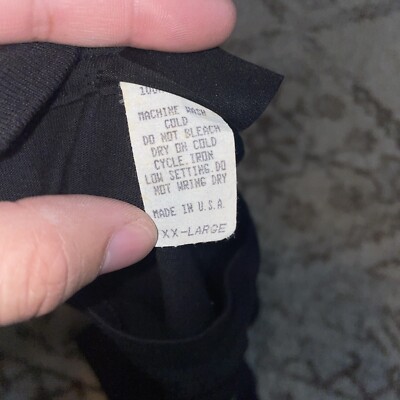 MACHINE WASH
COLD
DO NOT BLEACH
DRY ON COLD
CYCLE.IRON
LOW SETTING.DO
NOT WRING DRY
MADE IN U.S.A.
XX-LARGE